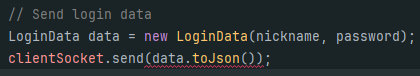 // Send login data
LoginData data = new LoginData(nickname, password);
clientSocket.send(data.toJson());